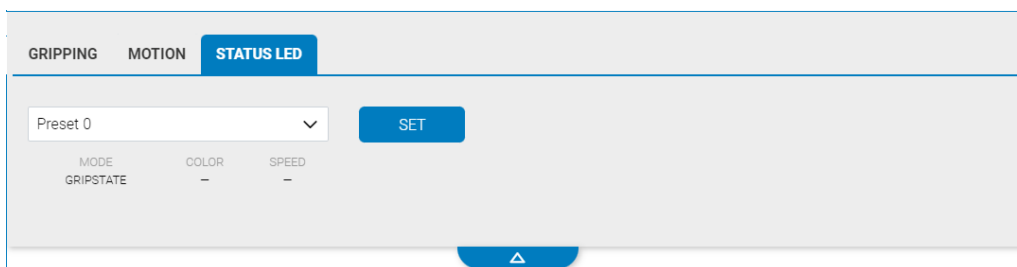 GRIPPING MOTION STATUS LED
Preset 0 SET
MODE COLOR SPEED
GRIPSTATE – –